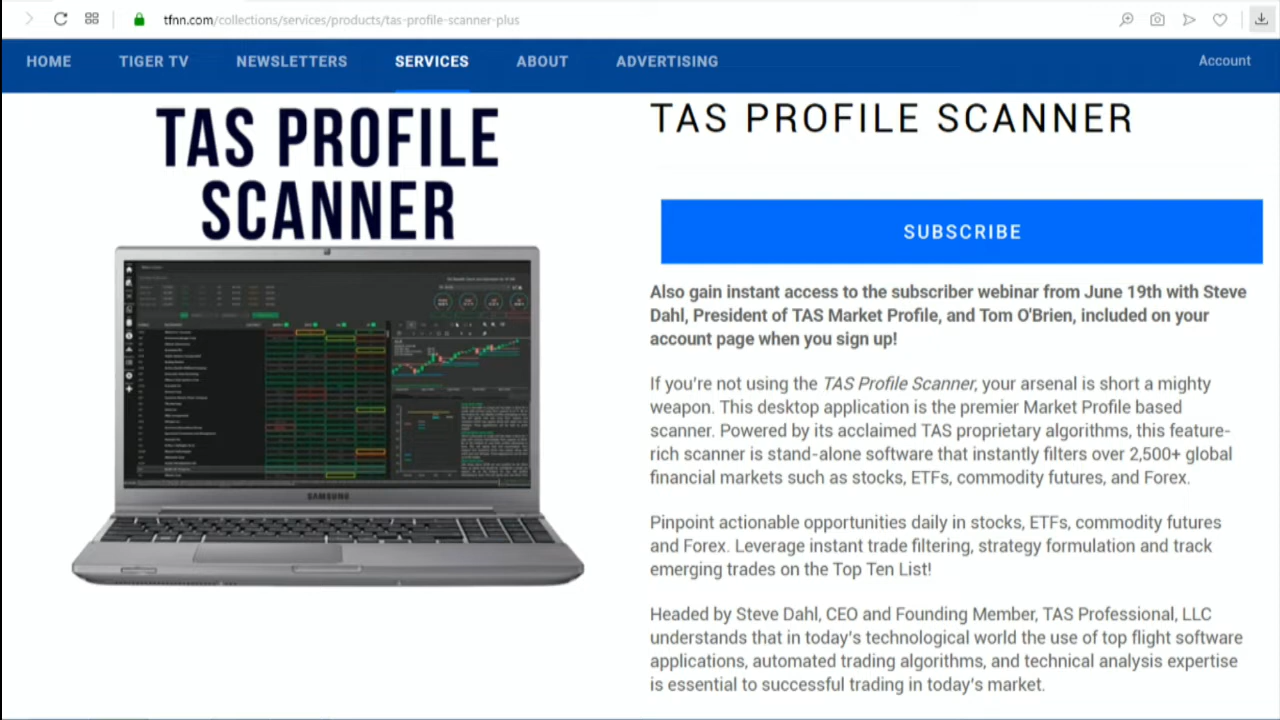 tfnn.com/collections/services/products/tas-profile-scanner-plus
HOME TIGER TV NEWSLETTERS SERVICES ABOUT ADVERTISING Account
TAS PROFILE
SCANNER
SAMSUNG
TAS PROFILE SCANNER
SUBSCRIBE
Also gain instant access to the subscriber webinar from June 19th with Steve
Dahl, President of TAS Market Profile, and Tom O'Brien, included on your
account page when you sign up!
If you're not using the TAS Profile Scanner, your arsenal is short a mighty
weapon. This desktop application is the premier Market Profile based
scanner. Powered by its acclaimed TAS proprietary algorithms, this feature-
rich scanner is stand-alone software that instantly filters over 2,500+ global
financial markets such as stocks, ETFs, commodity futures, and Forex.
Pinpoint actionable opportunities daily in stocks, ETFs, commodity futures
and Forex. Leverage instant trade filtering, strategy formulation and track
emerging trades on the Top Ten List!
Headed by Steve Dahl, CEO and Founding Member, TAS Professional, LLC
understands that in today's technological world the use of top flight software
applications, automated trading algorithms, and technical analysis expertise
is essential to successful trading in today's market.